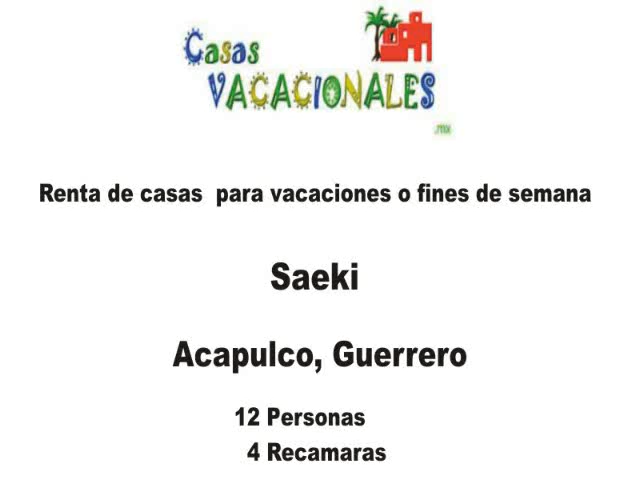 Casas
VACACIONALES
.mx
Renta de casas para vacaciones o fines de semana
Saeki
Acapulco, Guerrero
12 Personas
4 Recamaras